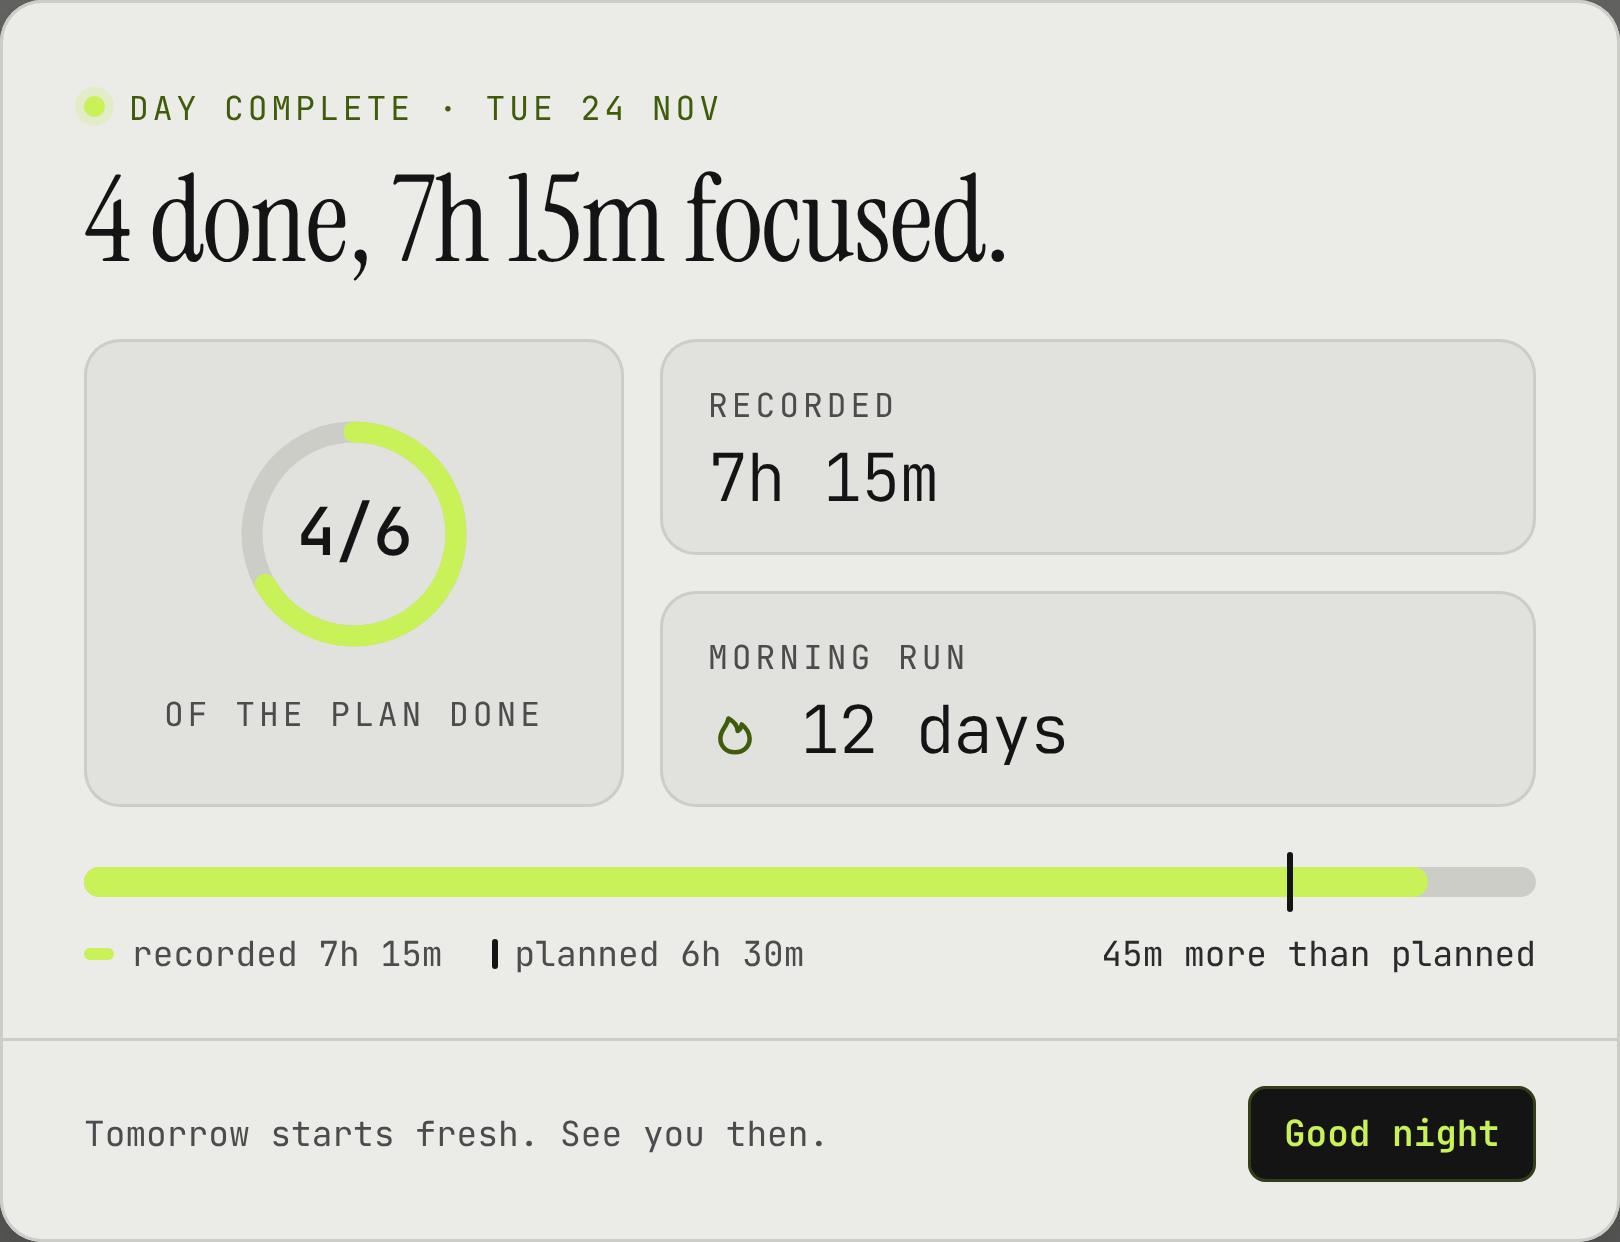 DAY COMPLETE · TUE 24 NOV
4 done, 7h 15m focused.
4/6
OF THE PLAN DONE
RECORDED
7h 15m
MORNING RUN
12 days
recorded 7h 15m
planned 6h 30m
45m more than planned
Tomorrow starts fresh. See you then.
Good night